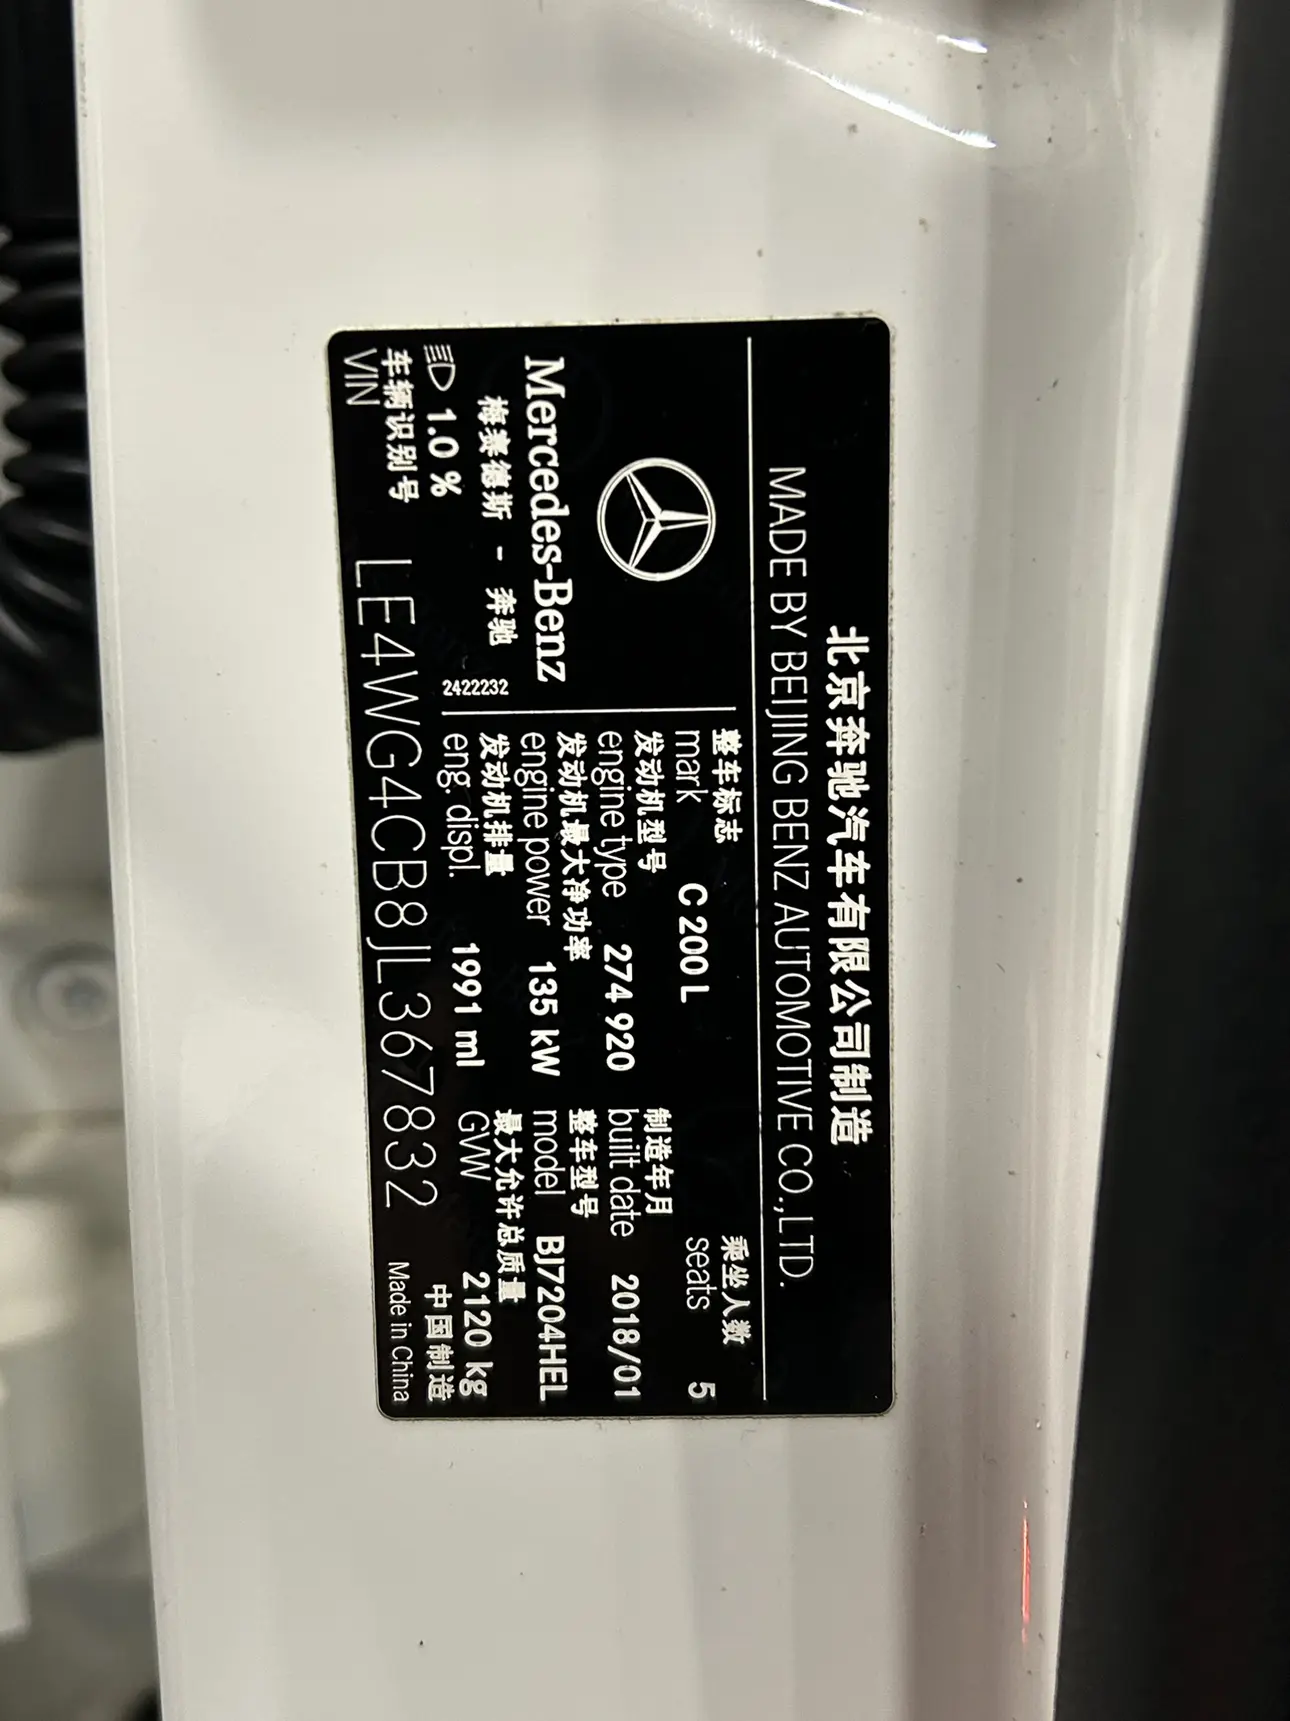 北京奔驰汽车有限公司制造
MADE BY BEIJING BENZ AUTOMOTIVE CO.,LTD.
Mercedes-Benz
梅赛德斯 - 奔驰
1.0 %
2422232
整车标志
mark C 200 L
乘坐人数
seats 5
发动机型号
engine type 274 920
制造年月
built date 2018/01
发动机最大净功率
engine power 135 kW
整车型号
model BJ7204HEL
发动机排量
eng. displ. 1991 ml
最大允许总质量
GVW 2120 kg
车辆识别号
VIN LE4WG4CB8JL367832
中国制造
Made in China